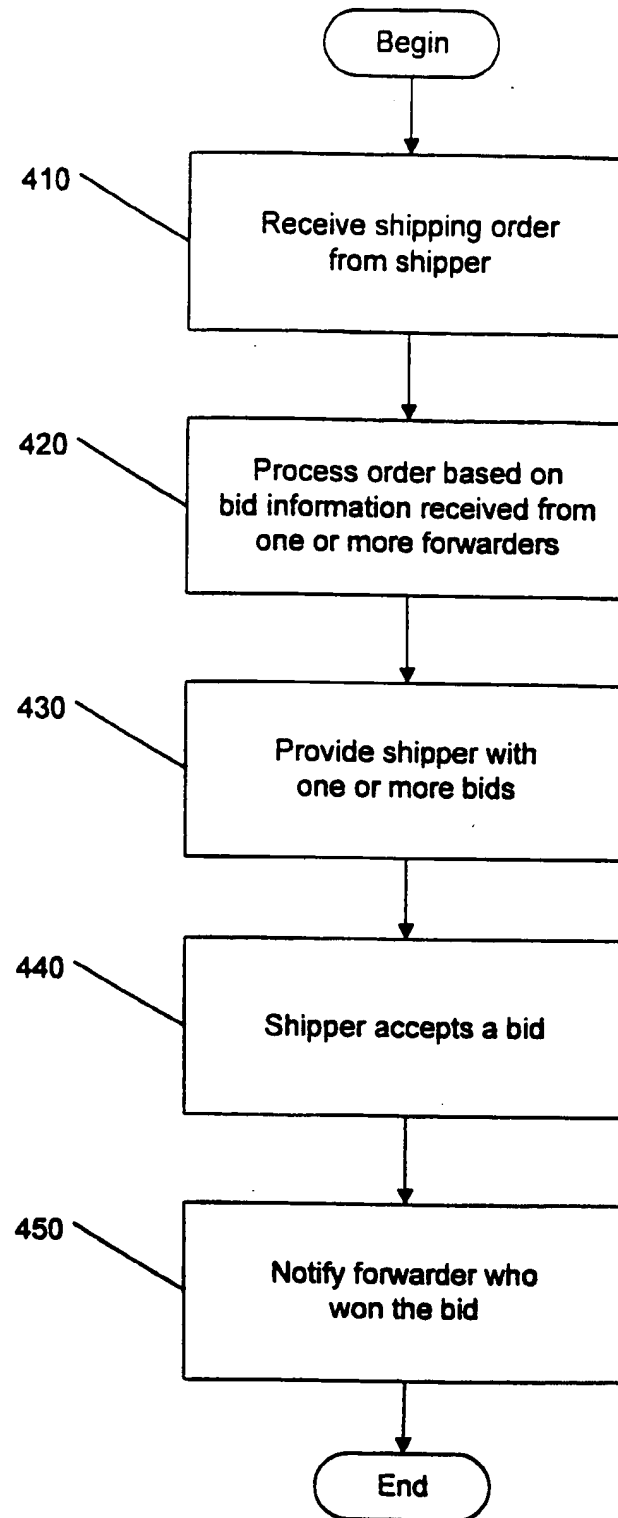 Begin
410
Receive shipping order
from shipper
420
Process order based on
bid information received from
one or more forwarders
430
Provide shipper with
one or more bids
440
Shipper accepts a bid
450
Notify forwarder who
won the bid
End